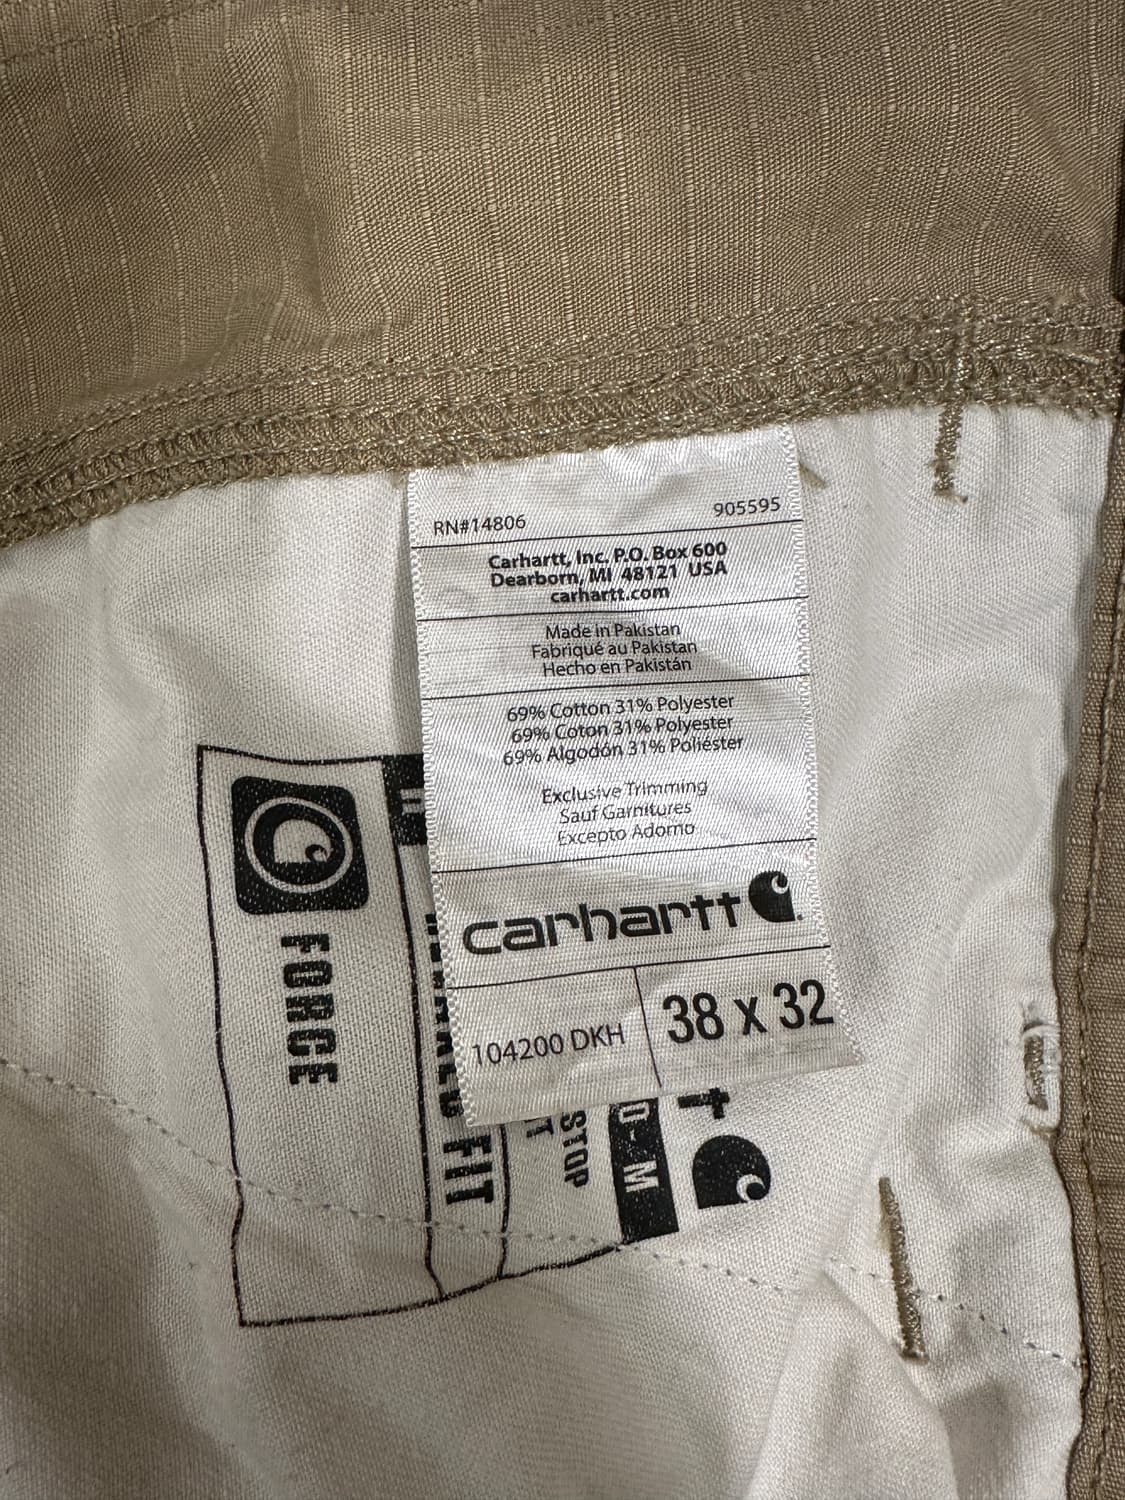 RN#14806 905595
Carhartt, Inc. P.O. Box 600
Dearborn, MI 48121 USA
carhartt.com
Made in Pakistan
Fabriqué au Pakistan
Hecho en Pakistán
69% Cotton 31% Polyester
69% Coton 31% Polyester
69% Algodón 31% Poliéster
Exclusive Trimming
Sauf Garnitures
Excepto Adorno
carhartt
104200 DKH 38 x 32
FORCE
FIT
STOP